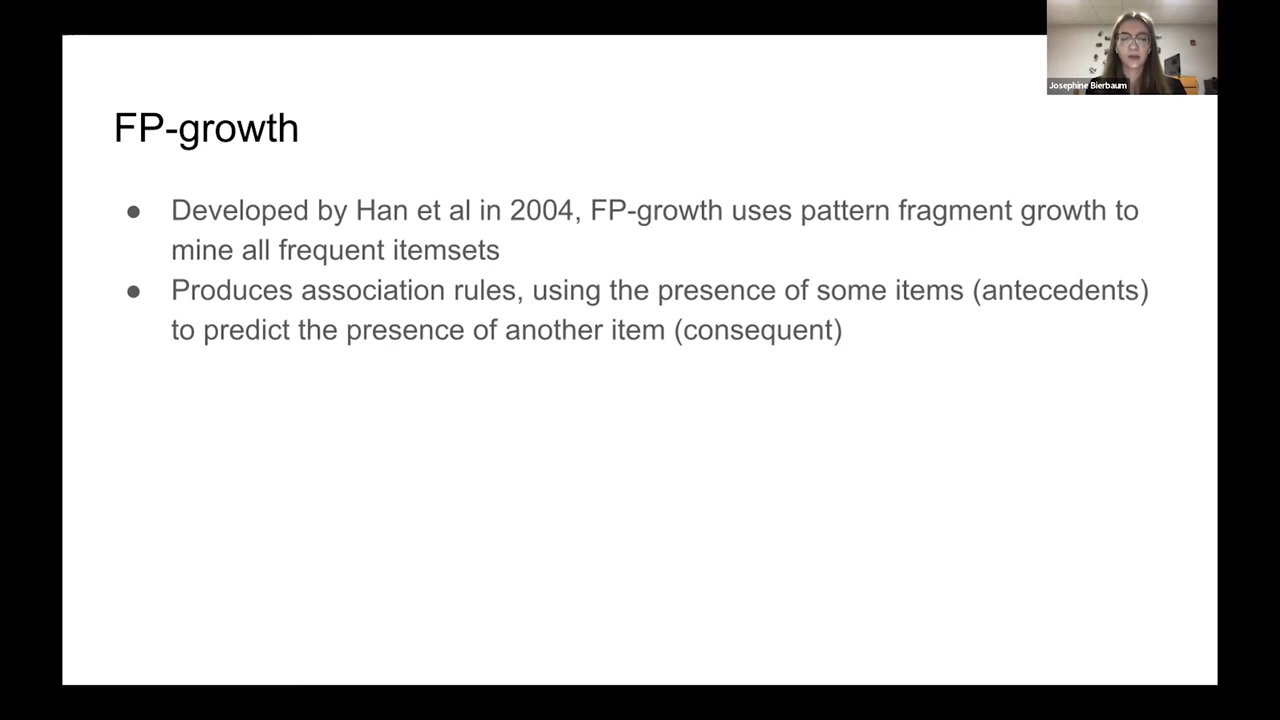 Josephine Bierbaum
FP-growth
● Developed by Han et al in 2004, FP-growth uses pattern fragment growth to
mine all frequent itemsets
● Produces association rules, using the presence of some items (antecedents)
to predict the presence of another item (consequent)